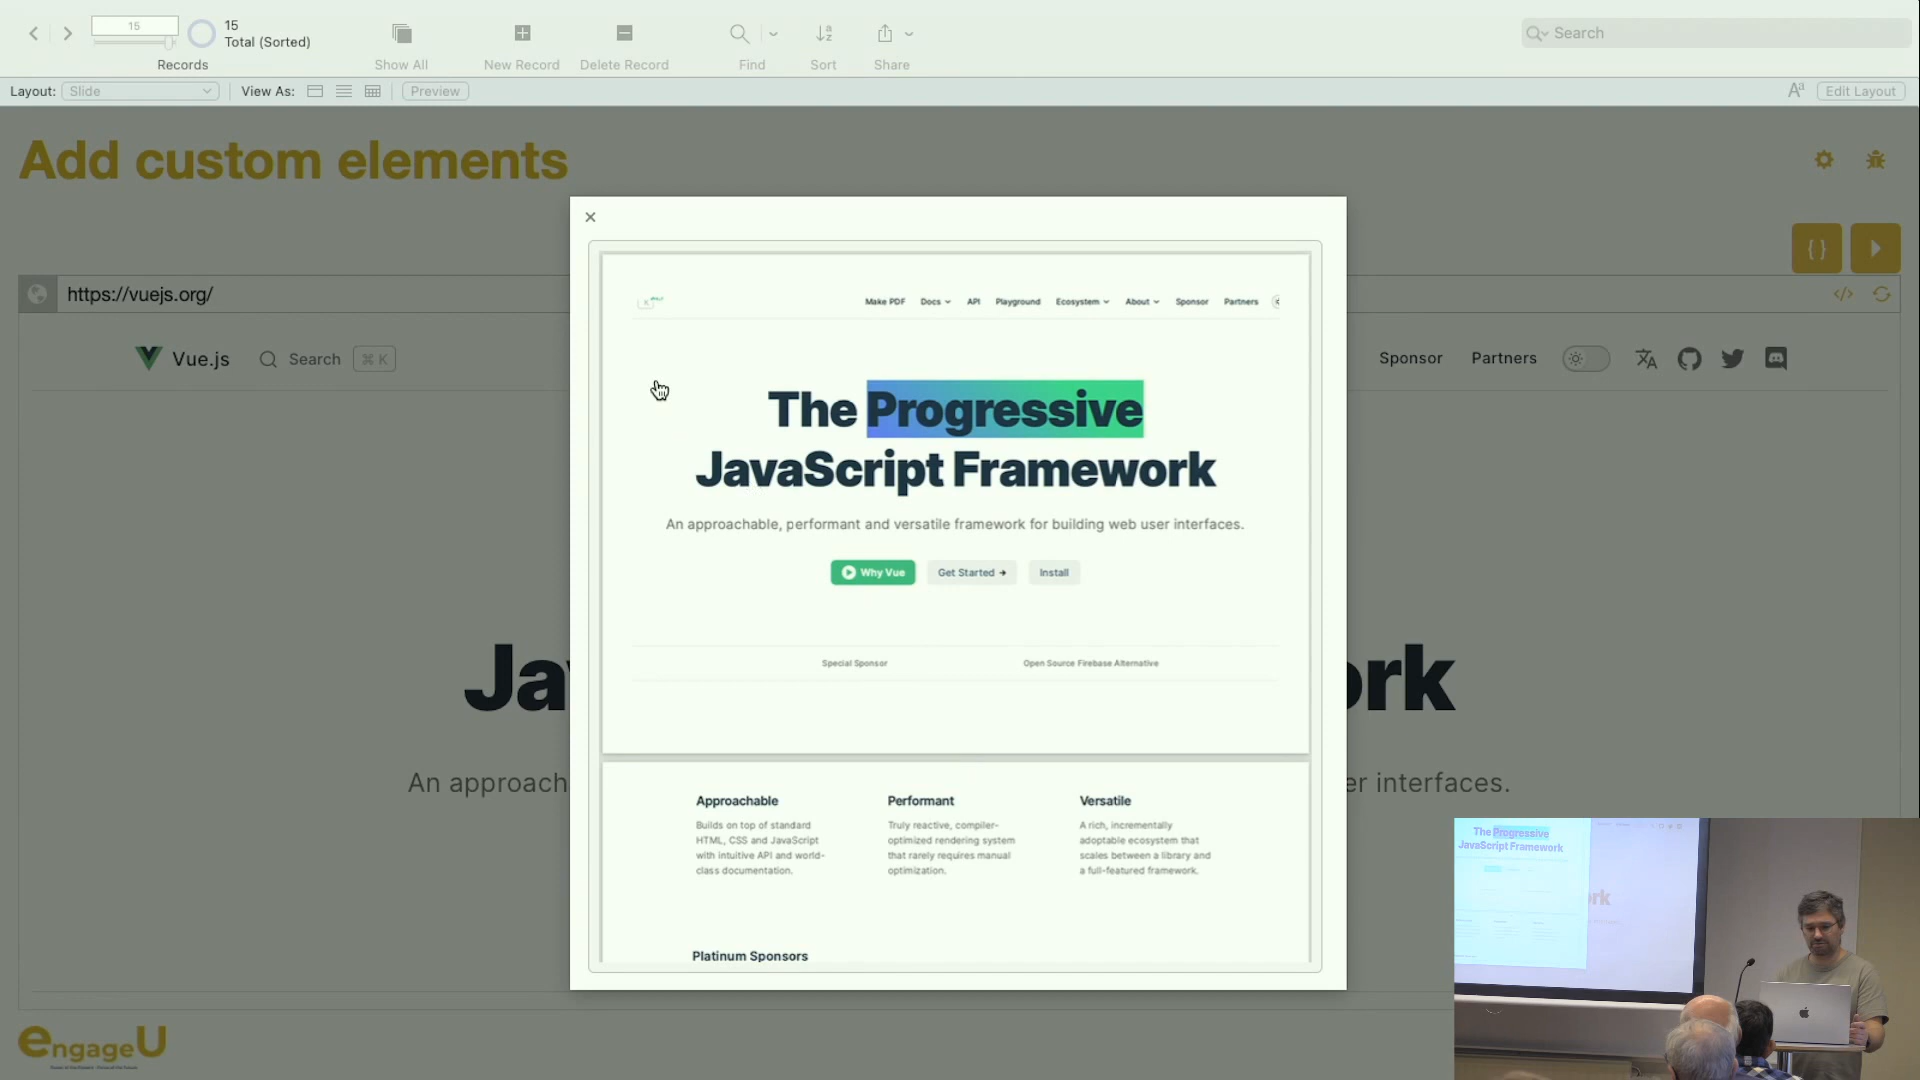 15
15
Total (Sorted)
Records
Show All
New Record
Delete Record
Find
Sort
Share
Search
Layout:
Slide
View As:
Preview
Aa
Edit Layout
Add custom elements
{ }
https://vuejs.org/
</>
Vue.js
Search
⌘ K
Sponsor
Partners
Make PDF
Docs
API
Playground
Ecosystem
About
Sponsor
Partners
The Progressive
JavaScript Framework
An approachable, performant and versatile framework for building web user interfaces.
Why Vue
Get Started →
Install
Special Sponsor
Open Source Firebase Alternative
Approachable
Builds on top of standard
HTML, CSS and JavaScript
with intuitive API and world-
class documentation.
Performant
Truly reactive, compiler-
optimized rendering system
that rarely requires manual
optimization.
Versatile
A rich, incrementally
adoptable ecosystem that
scales between a library and
a full-featured framework.
Platinum Sponsors
Ja
ork
An approach
er interfaces.
engageU
The Progressive
JavaScript Framework
rk